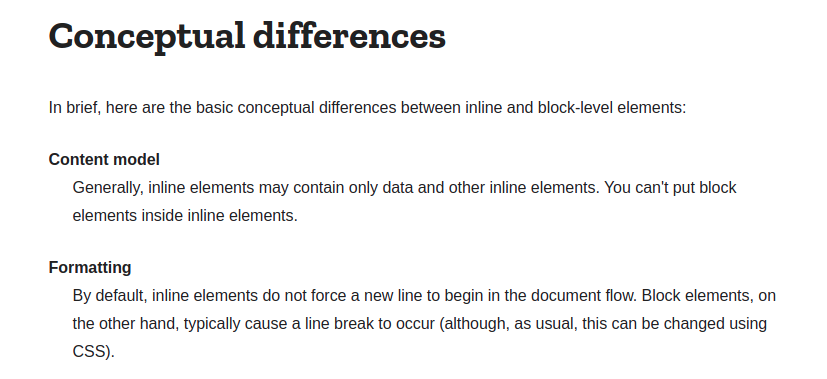 Conceptual differences
In brief, here are the basic conceptual differences between inline and block-level elements:
Content model
Generally, inline elements may contain only data and other inline elements. You can't put block
elements inside inline elements.
Formatting
By default, inline elements do not force a new line to begin in the document flow. Block elements, on
the other hand, typically cause a line break to occur (although, as usual, this can be changed using
CSS).